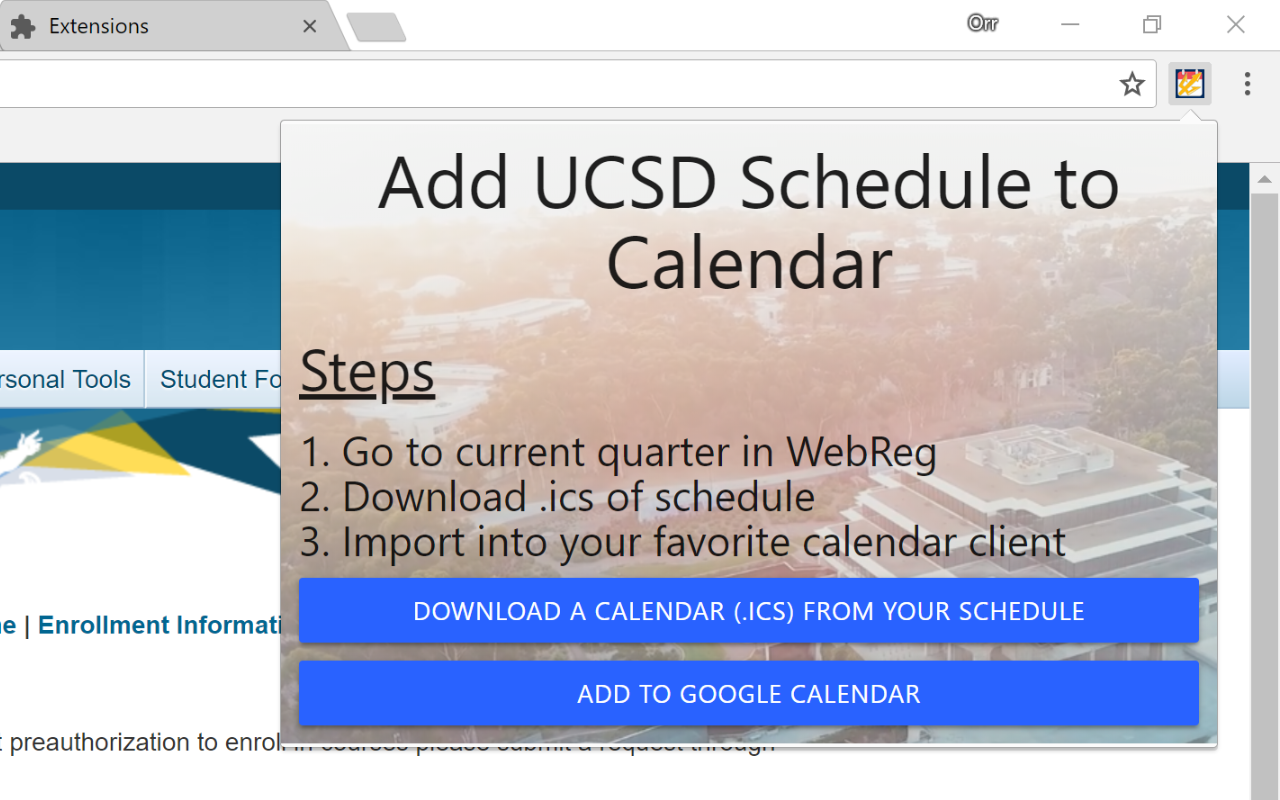 Extensions
Orr
Add UCSD Schedule to
Calendar
rsonal Tools
Student Fo
Steps
1. Go to current quarter in WebReg
2. Download .ics of schedule
3. Import into your favorite calendar client
DOWNLOAD A CALENDAR (.ICS) FROM YOUR SCHEDULE
e | Enrollment Informati
ADD TO GOOGLE CALENDAR
t preauthorization to enroll in courses please submit a request through